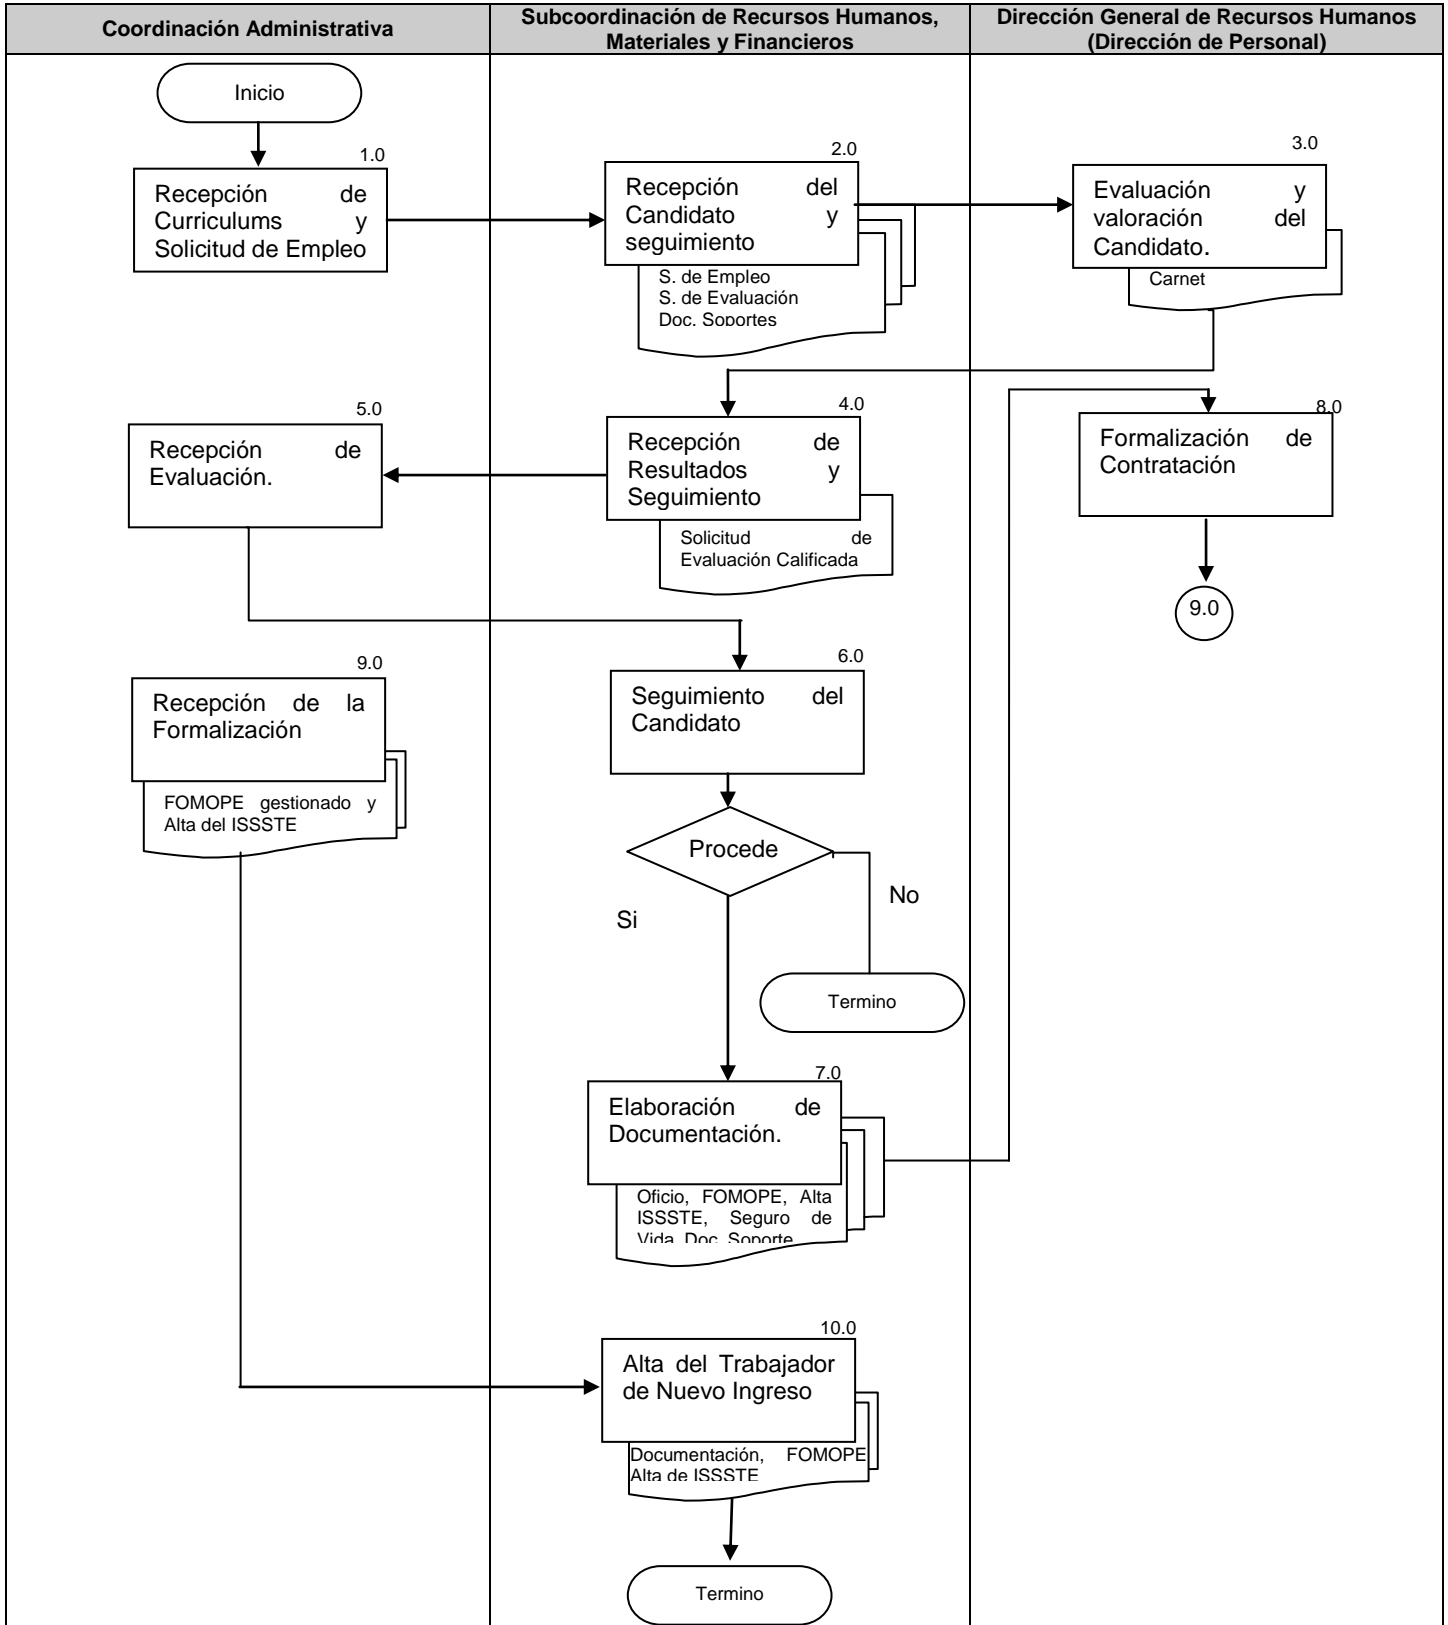 Coordinación Administrativa
Subcoordinación de Recursos Humanos,
Materiales y Financieros
Dirección General de Recursos Humanos
(Dirección de Personal)
Inicio
1.0
Recepción de
Curriculums y
Solicitud de Empleo
2.0
Recepción del
Candidato y
seguimiento
S. de Empleo
S. de Evaluación
Doc. Soportes
3.0
Evaluación y
valoración del
Candidato.
Carnet
4.0
Recepción de
Resultados y
Seguimiento
Solicitud de
Evaluación Calificada
5.0
Recepción de
Evaluación.
6.0
Seguimiento del
Candidato
Procede
Si
No
Termino
7.0
Elaboración de
Documentación.
Oficio, FOMOPE, Alta
ISSSTE, Seguro de
Vida, Doc. Soporte
8.0
Formalización de
Contratación
9.0
9.0
Recepción de la
Formalización
FOMOPE gestionado y
Alta del ISSSTE
10.0
Alta del Trabajador
de Nuevo Ingreso
Documentación, FOMOPE
Alta de ISSSTE
Termino